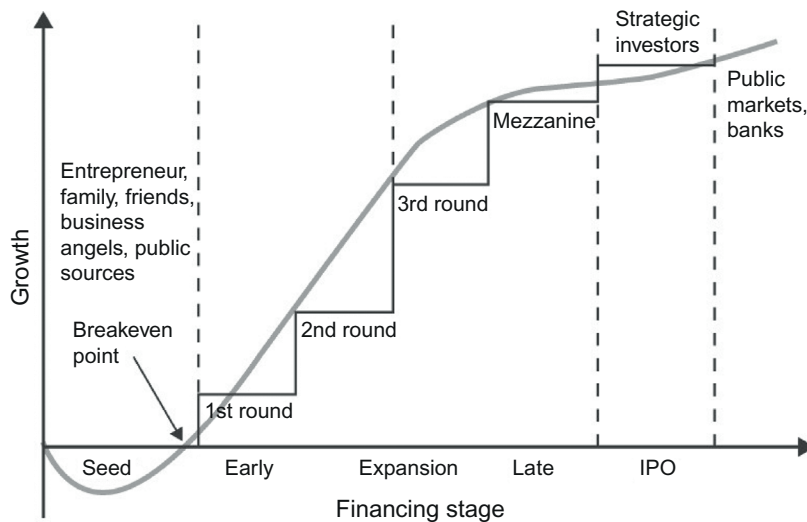 Strategic
investors
Public
markets,
banks
Mezzanine
Entrepreneur,
family, friends,
business
angels, public
sources
3rd round
Growth
2nd round
Breakeven
point
1st round
Seed
Early
Expansion
Late
IPO
Financing stage